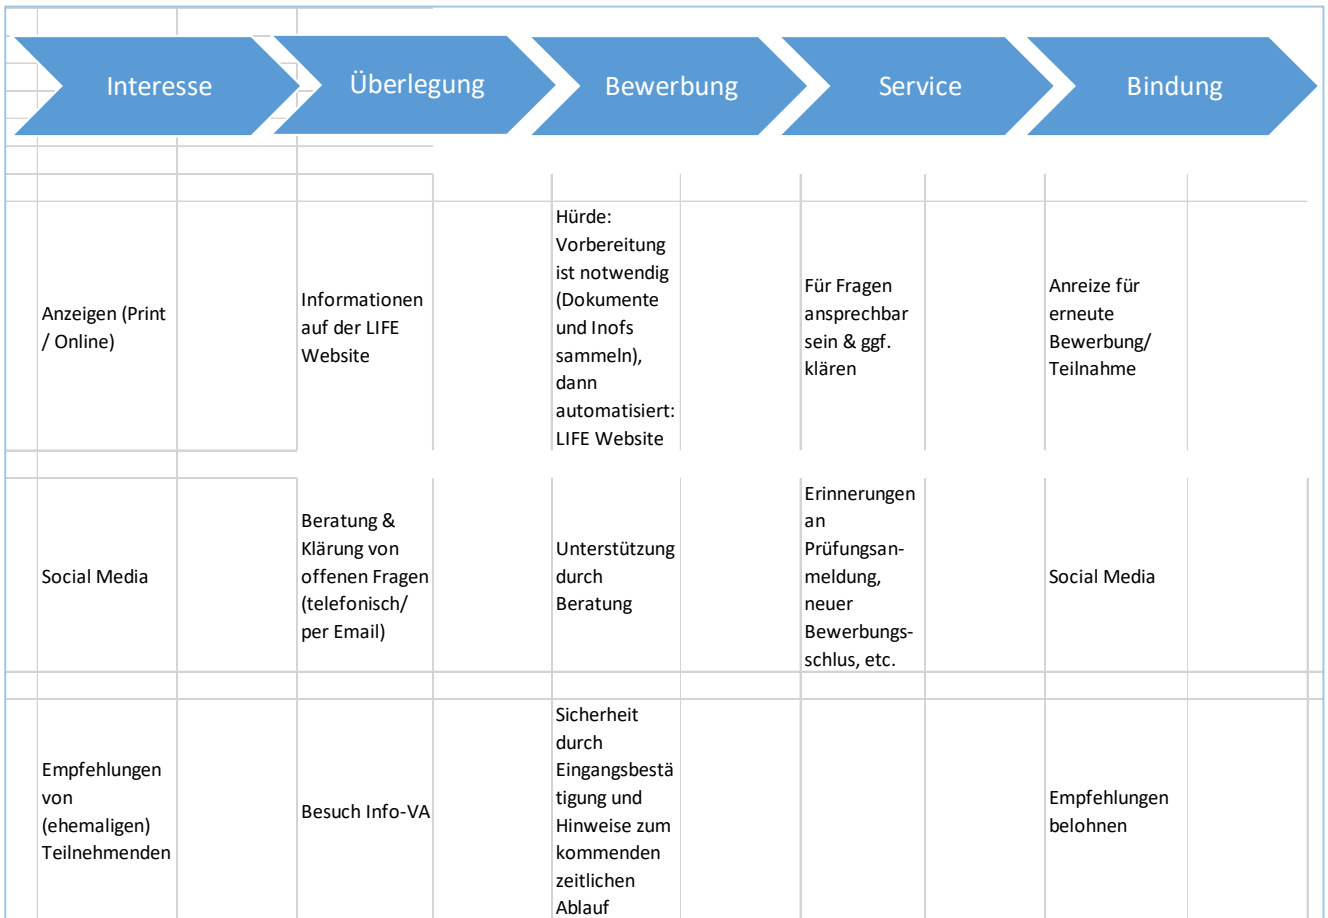 Interesse
Überlegung
Bewerbung
Service
Bindung
Anzeigen (Print
/ Online)
Informationen
auf der LIFE
Website
Hürde:
Vorbereitung
ist notwendig
(Dokumente
und Inofs
sammeln),
dann
automatisiert:
LIFE Website
Für Fragen
ansprechbar
sein & ggf.
klären
Anreize für
erneute
Bewerbung/
Teilnahme
Social Media
Beratung &
Klärung von
offenen Fragen
(telefonisch/
per Email)
Unterstützung
durch
Beratung
Erinnerungen
an
Prüfungsan-
meldung,
neuer
Bewerbungs-
schlus, etc.
Social Media
Empfehlungen
von
(ehemaligen)
Teilnehmenden
Besuch Info-VA
Sicherheit
durch
Eingangsbestä
tigung und
Hinweise zum
kommenden
zeitlichen
Ablauf
Empfehlungen
belohnen